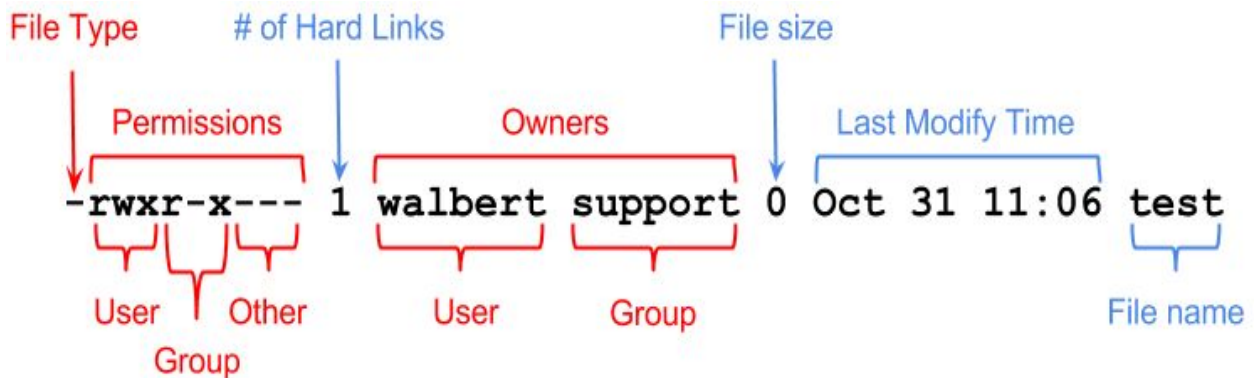 File Type # of Hard Links File size
Permissions Owners Last Modify Time
-rwxr-x--- 1 walbert support 0 Oct 31 11:06 test
User Other User Group File name
Group